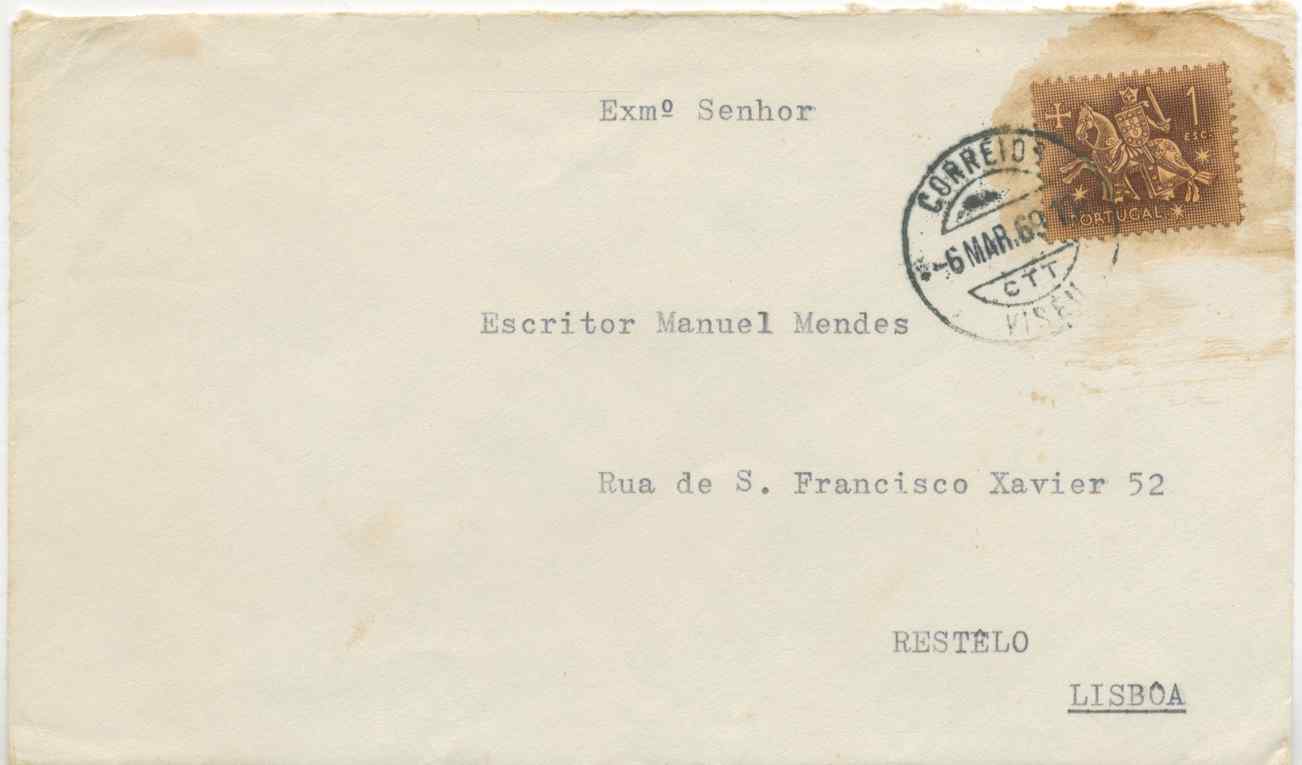 Exmº Senhor
1
ESC.
PORTUGAL
CORREIOS
-6 MAR.69
CTT
VISEU
Escritor Manuel Mendes
Rua de S. Francisco Xavier 52
RESTÊLO
LISBÔA